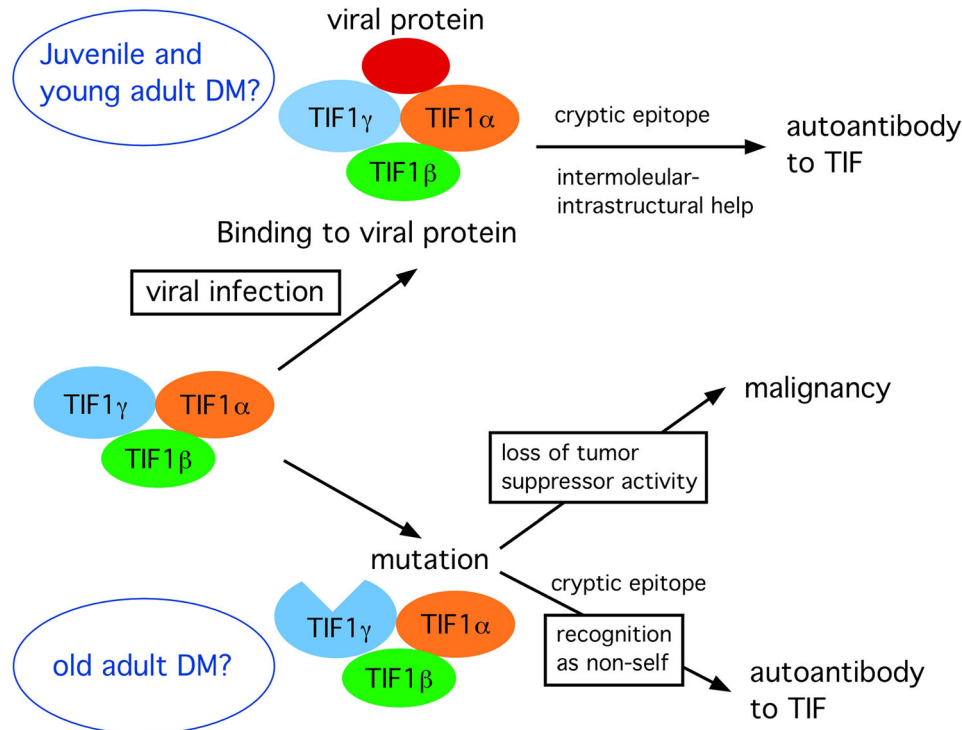 viral protein
Juvenile and
young adult DM?
TIF1γ
TIF1α
TIF1β
cryptic epitope
intermoleular-
intrastructural help
autoantibody
to TIF
Binding to viral protein
viral infection
TIF1γ
TIF1α
TIF1β
malignancy
loss of tumor
suppressor activity
mutation
cryptic epitope
TIF1γ
TIF1α
TIF1β
recognition
as non-self
old adult DM?
autoantibody
to TIF